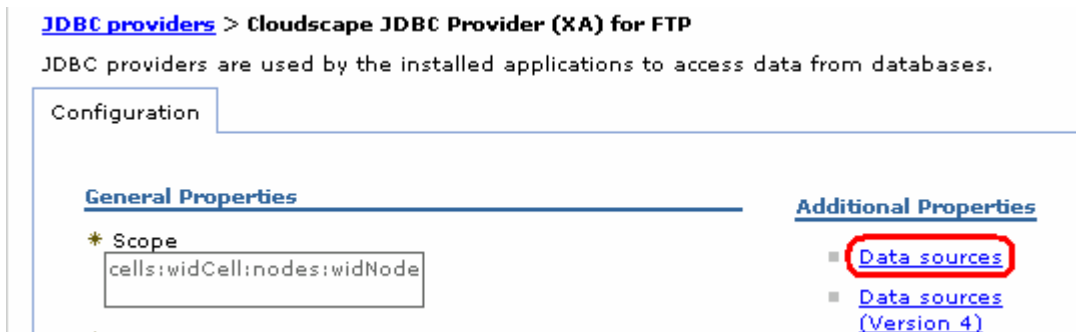 JDBC providers > Cloudscape JDBC Provider (XA) for FTP
JDBC providers are used by the installed applications to access data from databases.
Configuration
General Properties
* Scope
cells:widCell:nodes:widNode
Additional Properties
Data sources
Data sources
(Version 4)